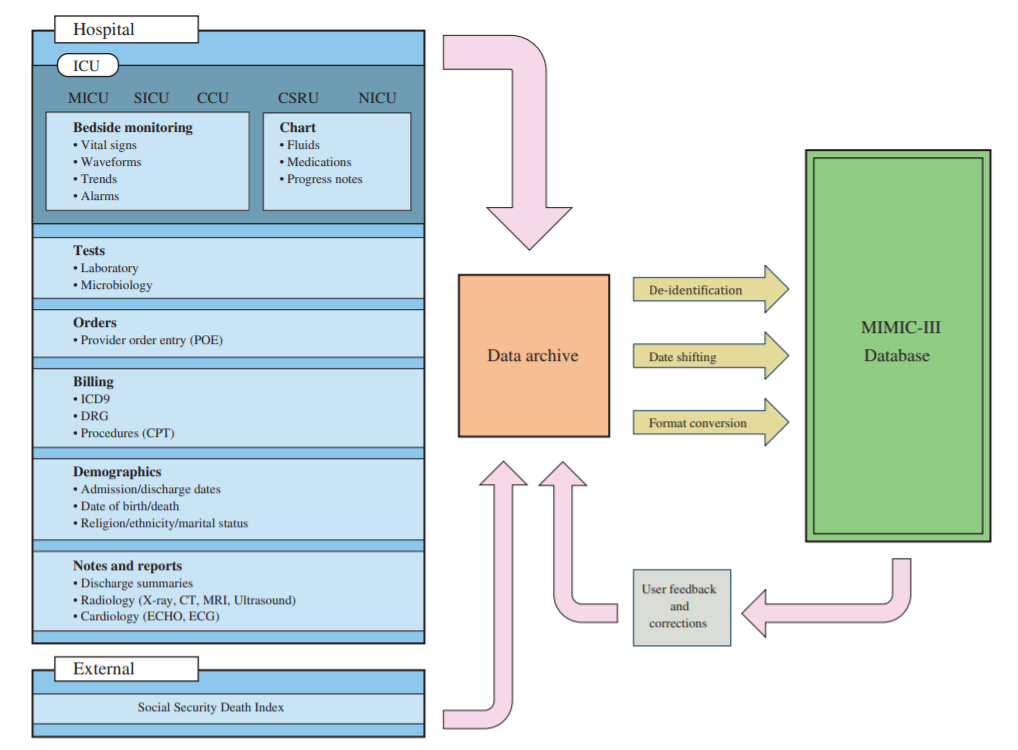 Hospital
ICU
MICU SICU CCU CSRU NICU
Bedside monitoring
• Vital signs
• Waveforms
• Trends
• Alarms
Chart
• Fluids
• Medications
• Progress notes
Tests
• Laboratory
• Microbiology
Orders
• Provider order entry (POE)
Billing
• ICD9
• DRG
• Procedures (CPT)
Demographics
• Admission/discharge dates
• Date of birth/death
• Religion/ethnicity/marital status
Notes and reports
• Discharge summaries
• Radiology (X-ray, CT, MRI, Ultrasound)
• Cardiology (ECHO, ECG)
External
Social Security Death Index
Data archive
De-identification
Date shifting
Format conversion
MIMIC-III
Database
User feedback
and
corrections